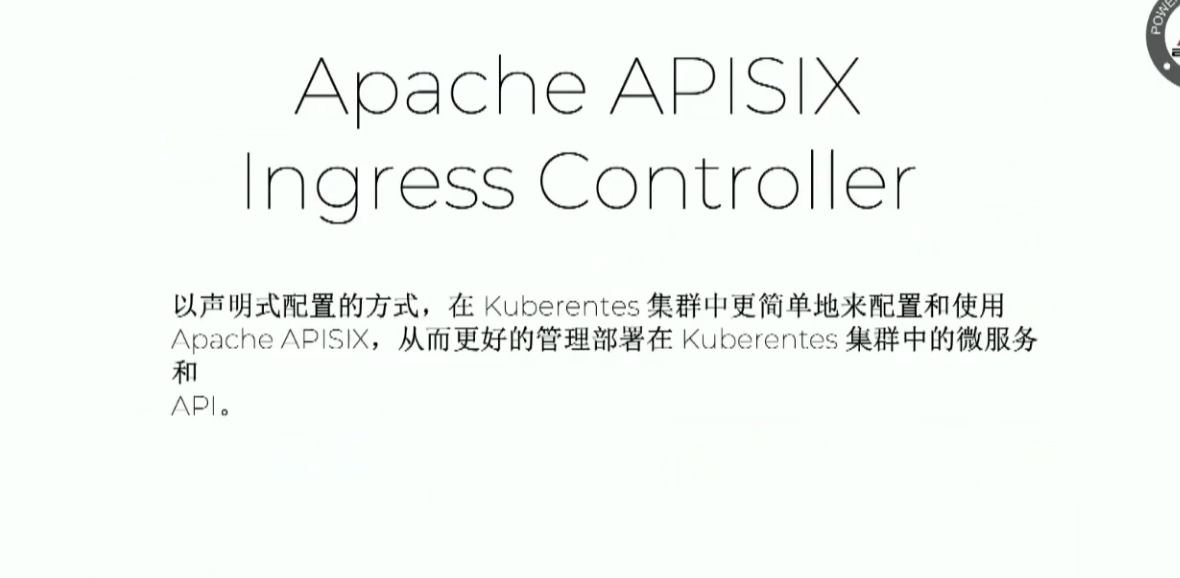 Apache APISIX
Ingress Controller
以声明式配置的方式，在 Kuberentes 集群中更简单地来配置和使用
Apache APISIX，从而更好的管理部署在 Kuberentes 集群中的微服务
和
API。